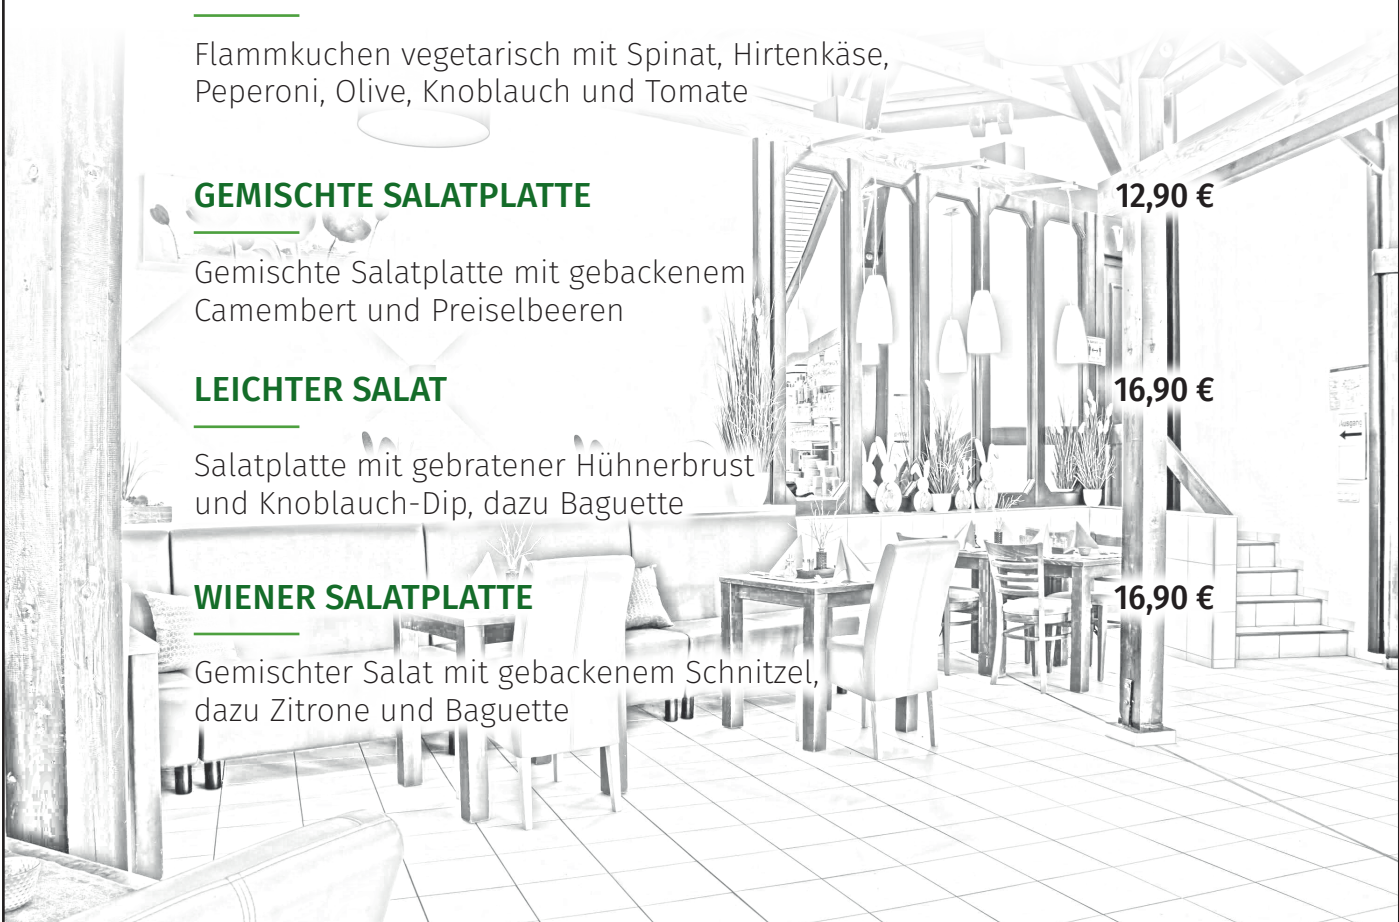 Flammkuchen vegetarisch mit Spinat, Hirtenkäse,
Peperoni, Olive, Knoblauch und Tomate
GEMISCHTE SALATPLATTE 12,90 €
Gemischte Salatplatte mit gebackenem
Camembert und Preiselbeeren
LEICHTER SALAT 16,90 €
Ausgang
Salatplatte mit gebratener Hühnerbrust
und Knoblauch-Dip, dazu Baguette
WIENER SALATPLATTE 16,90 €
Gemischter Salat mit gebackenem Schnitzel,
dazu Zitrone und Baguette